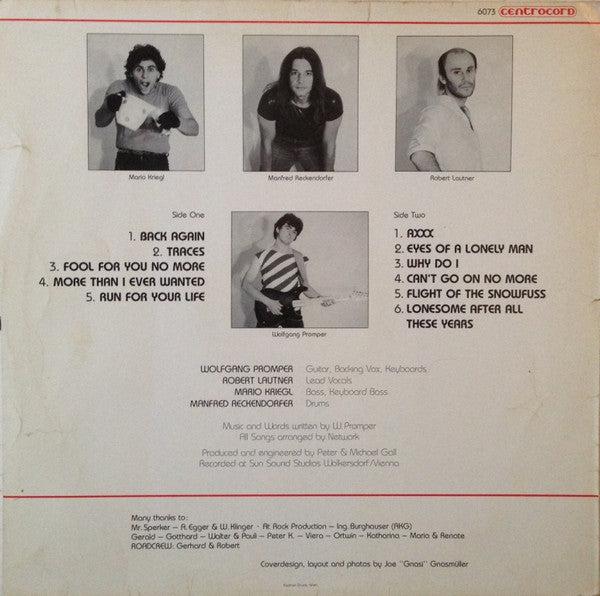 6073 CENTROCORD
Mario Kriegl
Manfred Reckendorfer
Robert Lautner
Side One
1. BACK AGAIN
2. TRACES
3. FOOL FOR YOU NO MORE
4. MORE THAN I EVER WANTED
5. RUN FOR YOUR LIFE
Wolfgang Promper
Side Two
1. AXXX
2. EYES OF A LONELY MAN
3. WHY DO I
4. CAN'T GO ON NO MORE
5. FLIGHT OF THE SNOWFUSS
6. LONESOME AFTER ALL
THESE YEARS
WOLFGANG PROMPER Guitar, Backing Vox, Keyboards
ROBERT LAUTNER Lead Vocals
MARIO KRIEGL Bass, Keyboard Bass
MANFRED RECKENDORFER Drums
Music and Words written by W. Promper
All Songs arranged by Network
Produced and engineered by Peter & Michael Gall
Recorded at Sun Sound Studios Wolkersdorf/Vienna
Many thanks to:
Mr. Sperker – A. Egger & W. Klinger · At Rock Production – Ing. Burghauser (AKG)
Gerald – Gotthard – Walter & Pauli – Peter K. – Viera – Ortwin – Katharina – Maria & Renate
ROADCREW: Gerhard & Robert
Coverdesign, layout and photos by Joe "Gnasi" Gnasmüller